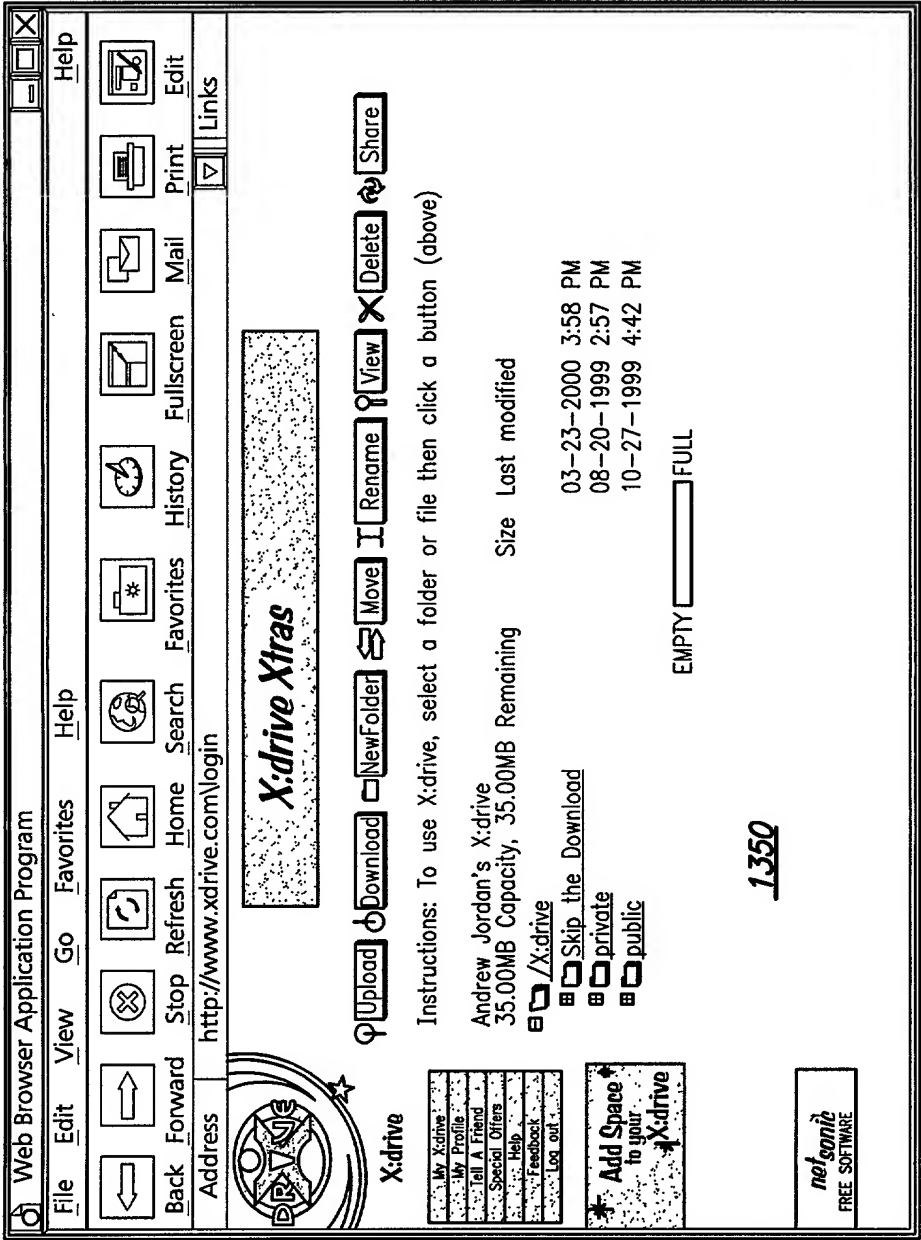 Web Browser Application Program
File Edit View Go Favorites Help Help
Back Forward Stop Refresh Home Search Favorites History Fullscreen Mail Print Edit
Address http://www.xdrive.com\login Links
DRIVE
X:drive
My X:drive
My Profile
Tell A Friend
Special Offers
Help
Feedback
Log out
Add Space
to your
X:drive
netsonic
FREE SOFTWARE
X:drive Xtras
Upload Download NewFolder Move Rename View Delete Share
Instructions: To use X:drive, select a folder or file then click a button (above)
Andrew Jordan's X:drive
35.00MB Capacity, 35.00MB Remaining Size Last modified
/X:drive
Skip the Download 03-23-2000 3:58 PM
private 08-20-1999 2:57 PM
public 10-27-1999 4:42 PM
EMPTY FULL
1350